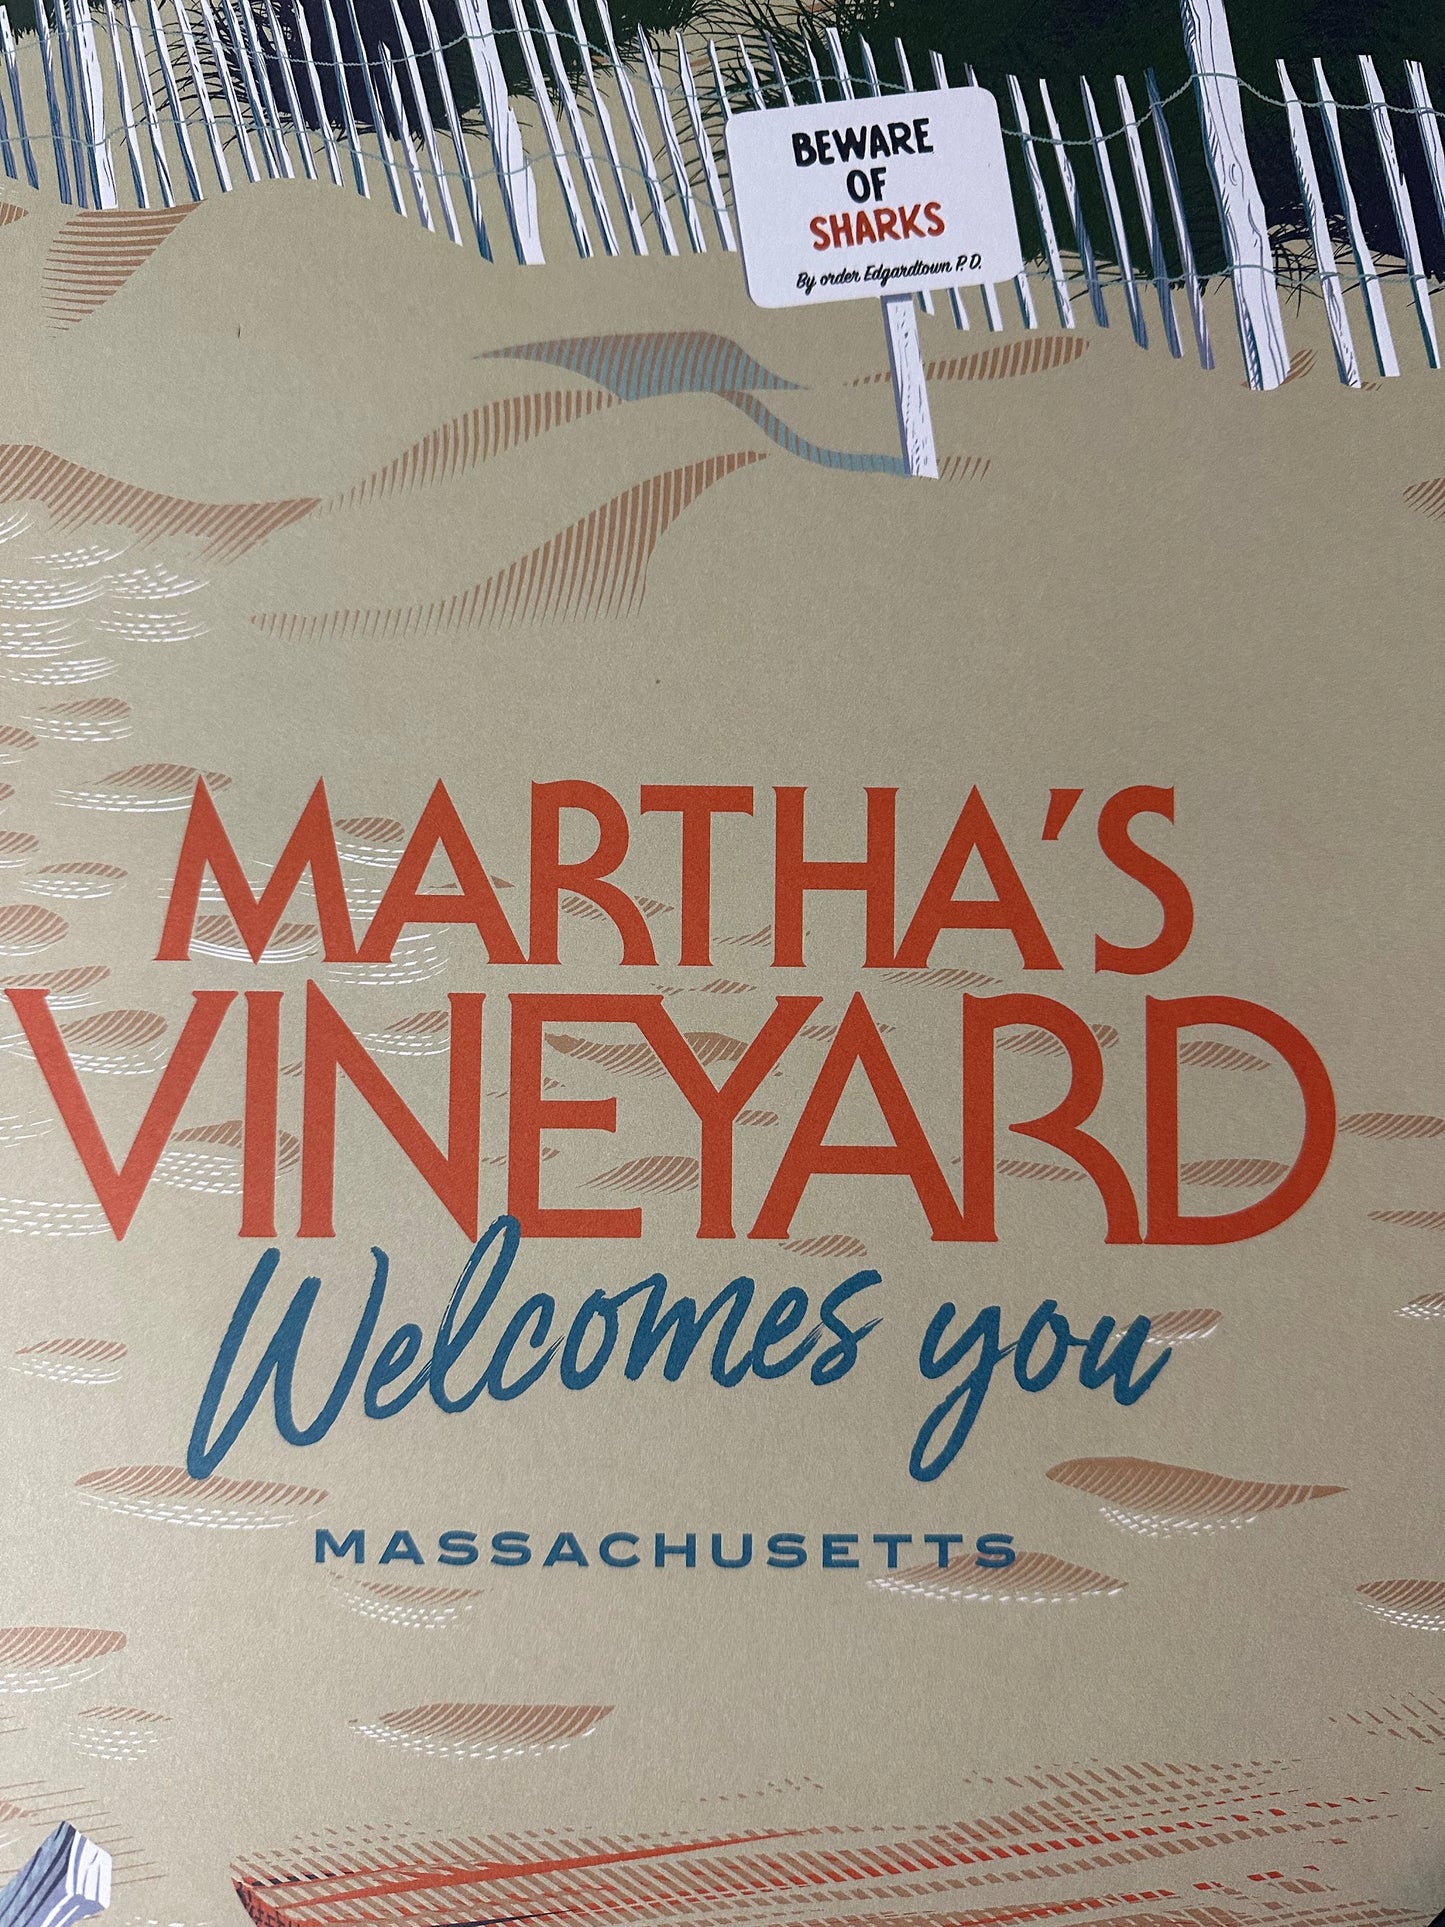 BEWARE
OF
SHARKS
By order Edgardtown P.D.
MARTHA'S
VINEYARD
Welcomes you
MASSACHUSETTS